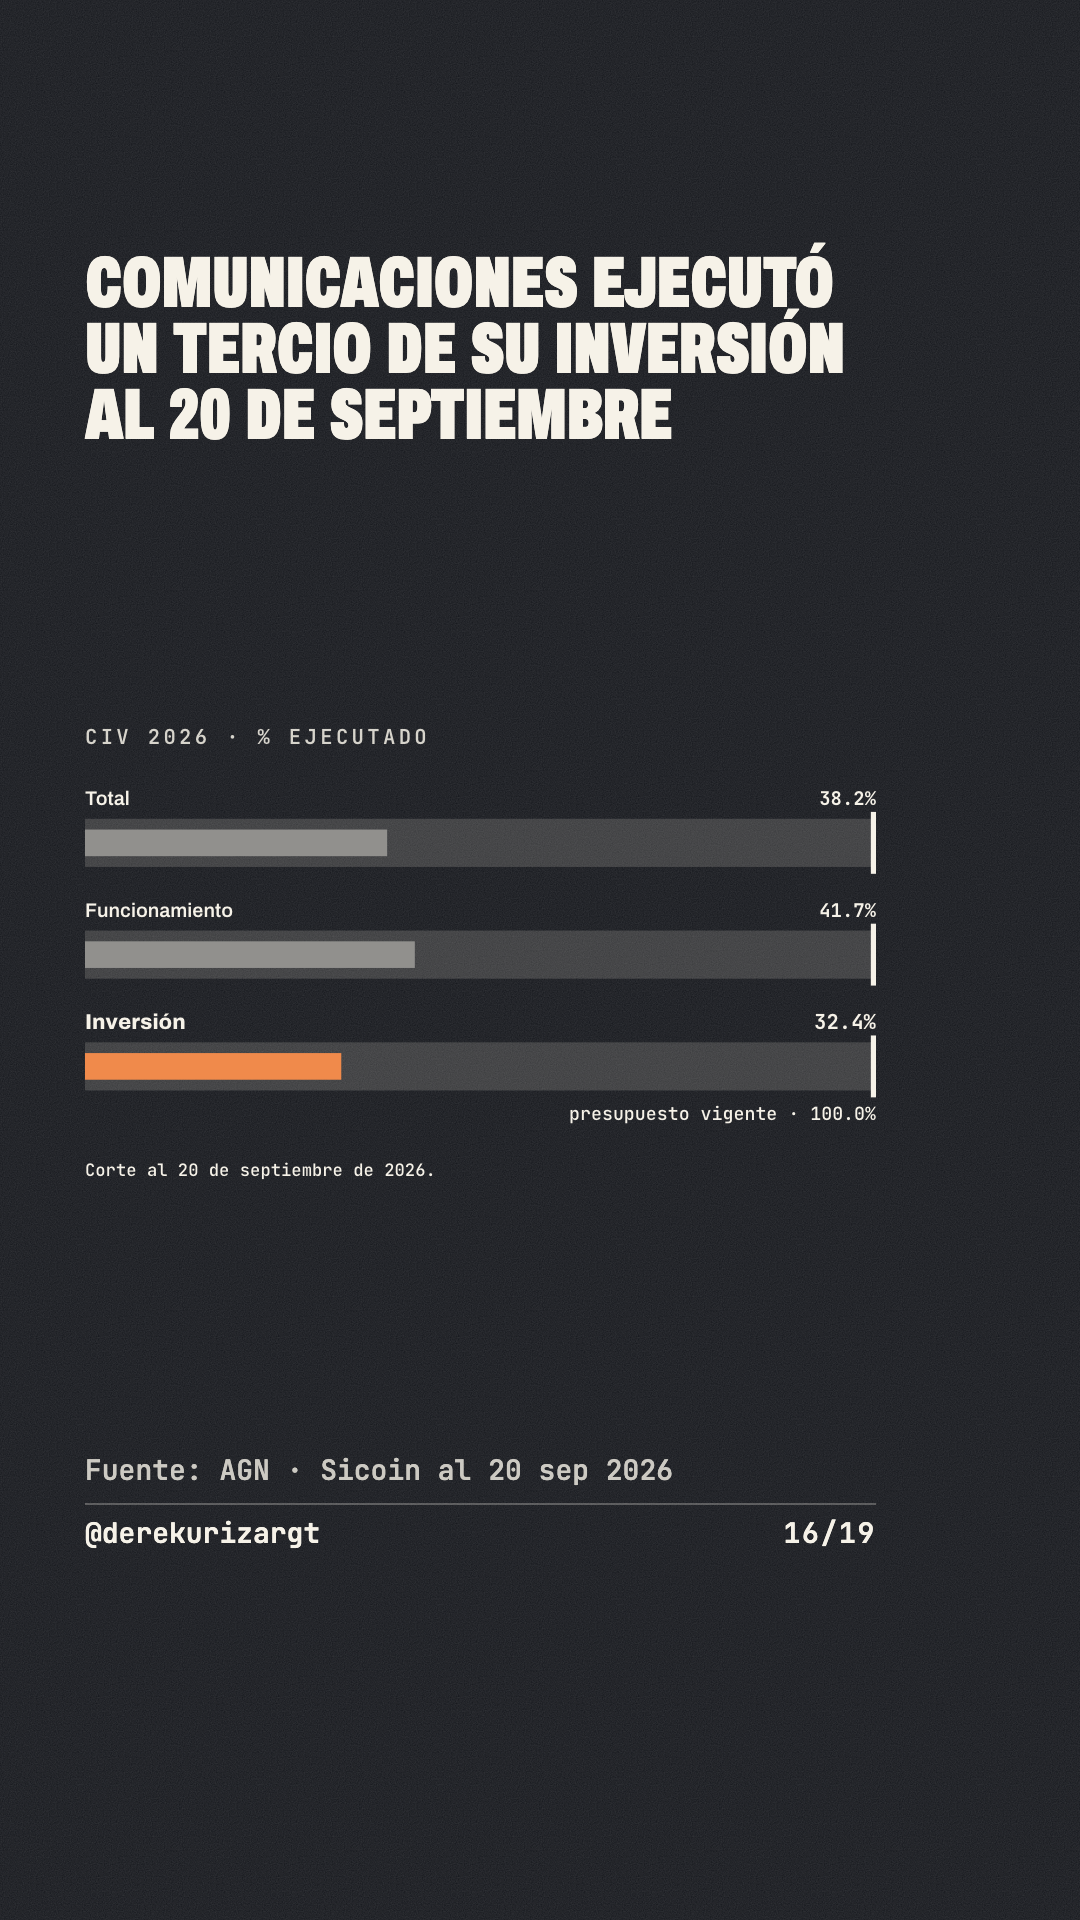 COMUNICACIONES EJECUTÓ
UN TERCIO DE SU INVERSIÓN
AL 20 DE SEPTIEMBRE
CIV 2026 · % EJECUTADO
Total 38.2%
Funcionamiento 41.7%
Inversión 32.4%
presupuesto vigente · 100.0%
Corte al 20 de septiembre de 2026.
Fuente: AGN · Sicoin al 20 sep 2026
@derekurizargt 16/19